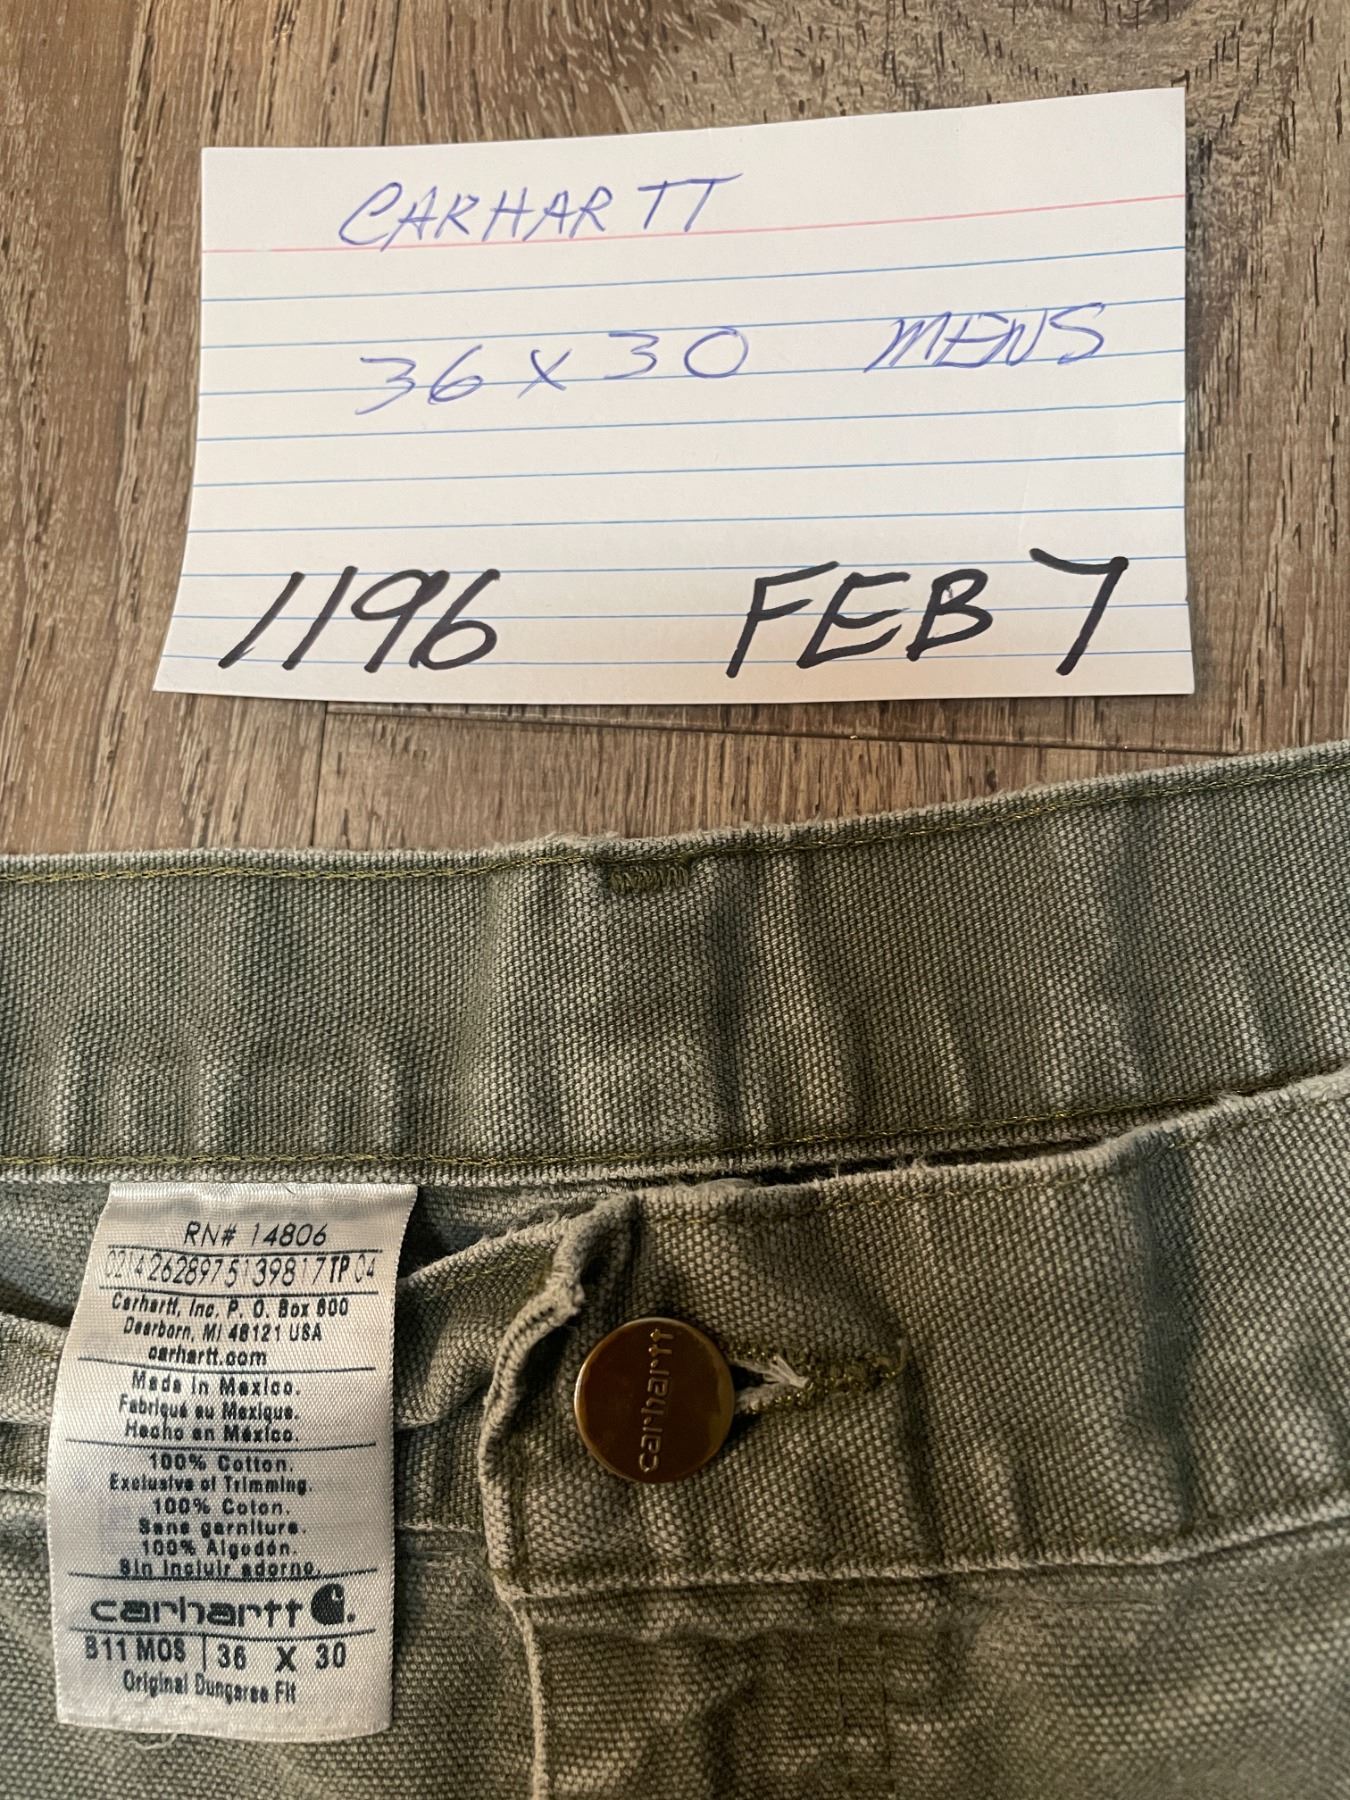 CARHARTT
36 x 30 MENS
1196 FEB 7
RN# 14806
0214262897513981 7TP 04
Carhartt, Inc. P. O. Box 600
Dearborn, MI 48121 USA
carhartt.com
Made in Mexico.
Fabriqué au Mexique.
Hecho en México.
100% Cotton.
Exclusive of Trimming.
100% Coton.
Sans garniture.
100% Algodón.
Sin incluir adorno.
carhartt
B11 MOS | 36 X 30
Original Dungaree Fit
carhartt